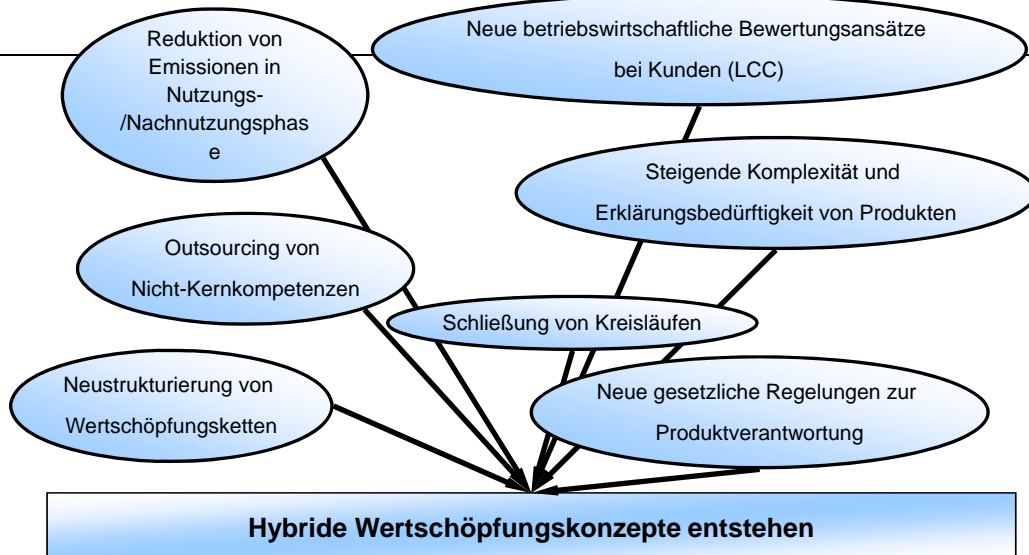 Reduktion von
Emissionen in
Nutzungs-
/Nachnutzungsphas
e
Neue betriebswirtschaftliche Bewertungsansätze
bei Kunden (LCC)
Steigende Komplexität und
Erklärungsbedürftigkeit von Produkten
Outsourcing von
Nicht-Kernkompetenzen
Schließung von Kreisläufen
Neustrukturierung von
Wertschöpfungsketten
Neue gesetzliche Regelungen zur
Produktverantwortung
Hybride Wertschöpfungskonzepte entstehen